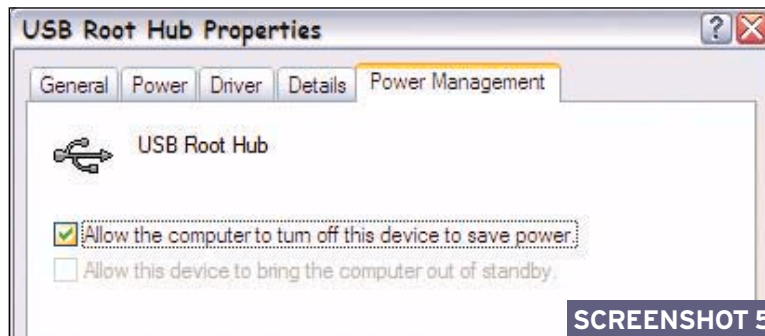 USB Root Hub Properties
General Power Driver Details Power Management
USB Root Hub
Allow the computer to turn off this device to save power.
Allow this device to bring the computer out of standby.
SCREENSHOT 5